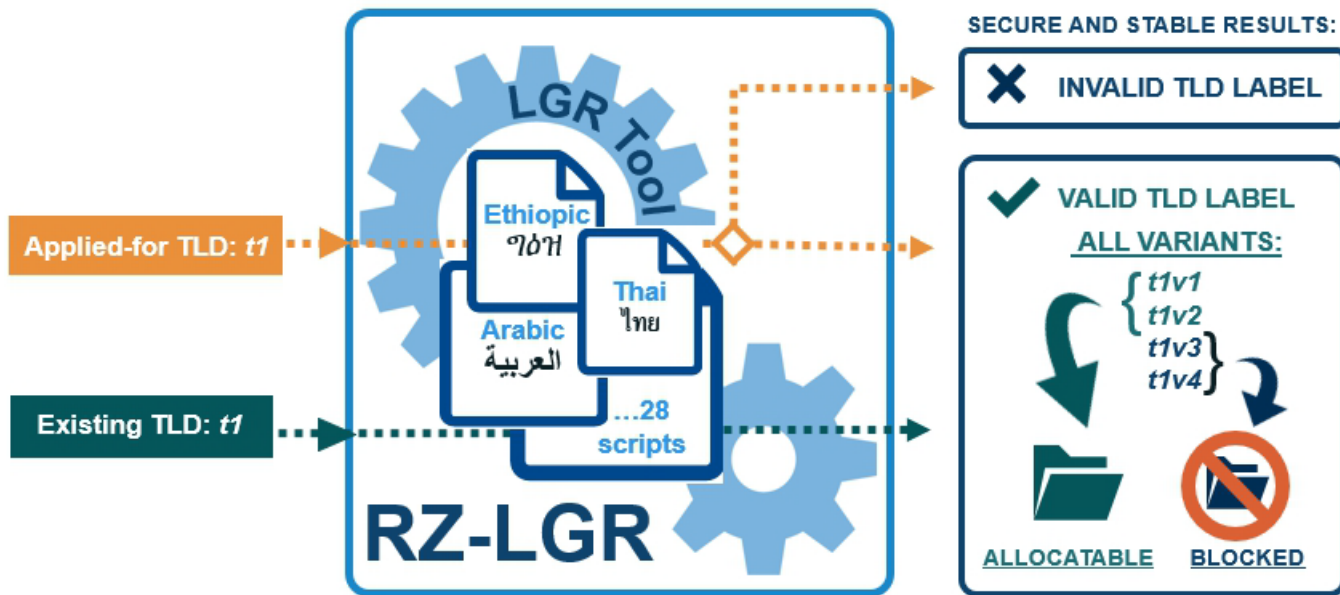 SECURE AND STABLE RESULTS:
INVALID TLD LABEL
LGR Tool
Ethiopic
ግዕዝ
Applied-for TLD: t1
Thai
ไทย
Arabic
العربية
Existing TLD: t1
...28
scripts
RZ-LGR
VALID TLD LABEL
ALL VARIANTS:
t1v1
t1v2
t1v3
t1v4
ALLOCATABLE
BLOCKED